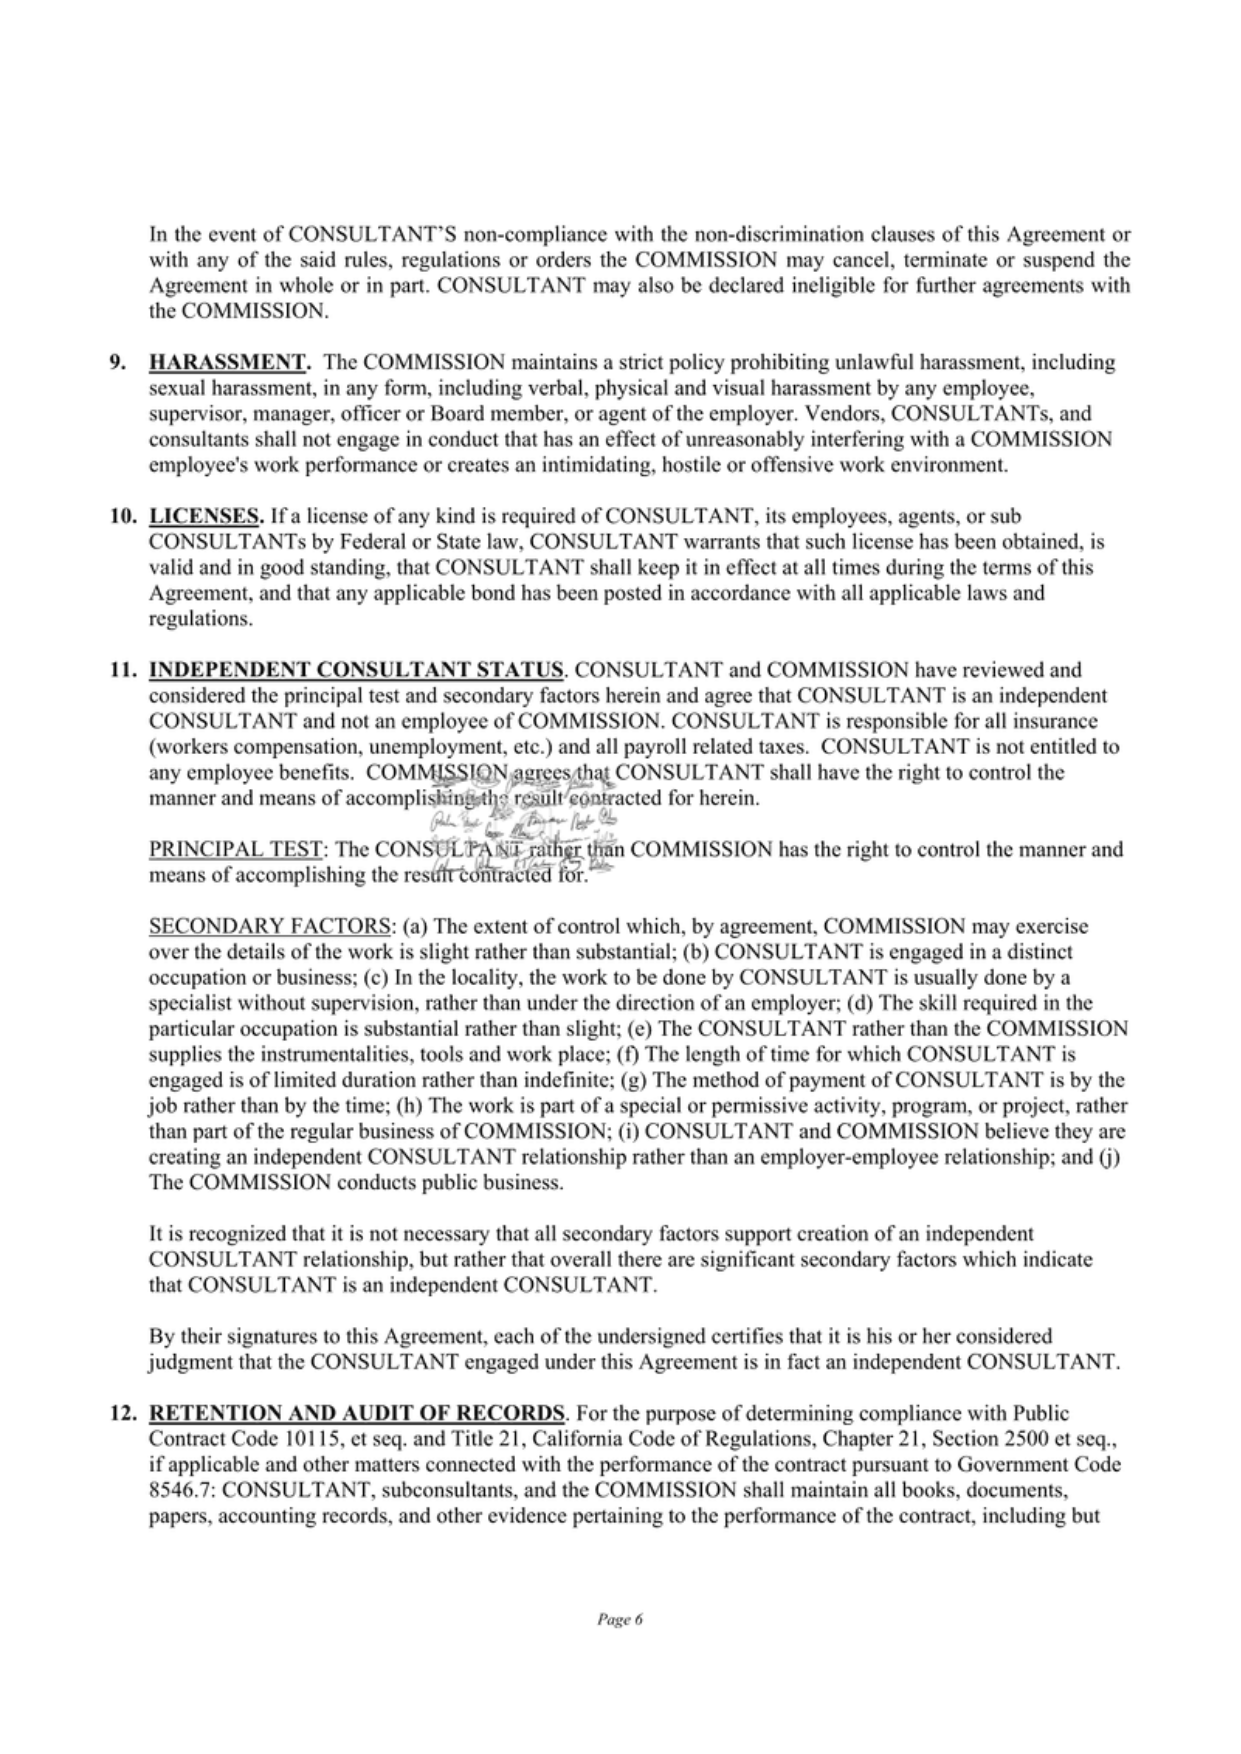 In the event of CONSULTANT’S non-compliance with the non-discrimination clauses of this Agreement or
with any of the said rules, regulations or orders the COMMISSION may cancel, terminate or suspend the
Agreement in whole or in part. CONSULTANT may also be declared ineligible for further agreements with
the COMMISSION.
9. HARASSMENT. The COMMISSION maintains a strict policy prohibiting unlawful harassment, including
sexual harassment, in any form, including verbal, physical and visual harassment by any employee,
supervisor, manager, officer or Board member, or agent of the employer. Vendors, CONSULTANTs, and
consultants shall not engage in conduct that has an effect of unreasonably interfering with a COMMISSION
employee's work performance or creates an intimidating, hostile or offensive work environment.
10. LICENSES. If a license of any kind is required of CONSULTANT, its employees, agents, or sub
CONSULTANTs by Federal or State law, CONSULTANT warrants that such license has been obtained, is
valid and in good standing, that CONSULTANT shall keep it in effect at all times during the terms of this
Agreement, and that any applicable bond has been posted in accordance with all applicable laws and
regulations.
11. INDEPENDENT CONSULTANT STATUS. CONSULTANT and COMMISSION have reviewed and
considered the principal test and secondary factors herein and agree that CONSULTANT is an independent
CONSULTANT and not an employee of COMMISSION. CONSULTANT is responsible for all insurance
(workers compensation, unemployment, etc.) and all payroll related taxes. CONSULTANT is not entitled to
any employee benefits. COMMISSION agrees that CONSULTANT shall have the right to control the
manner and means of accomplishing the result contracted for herein.
PRINCIPAL TEST: The CONSULTANT rather than COMMISSION has the right to control the manner and
means of accomplishing the result contracted for.
SECONDARY FACTORS: (a) The extent of control which, by agreement, COMMISSION may exercise
over the details of the work is slight rather than substantial; (b) CONSULTANT is engaged in a distinct
occupation or business; (c) In the locality, the work to be done by CONSULTANT is usually done by a
specialist without supervision, rather than under the direction of an employer; (d) The skill required in the
particular occupation is substantial rather than slight; (e) The CONSULTANT rather than the COMMISSION
supplies the instrumentalities, tools and work place; (f) The length of time for which CONSULTANT is
engaged is of limited duration rather than indefinite; (g) The method of payment of CONSULTANT is by the
job rather than by the time; (h) The work is part of a special or permissive activity, program, or project, rather
than part of the regular business of COMMISSION; (i) CONSULTANT and COMMISSION believe they are
creating an independent CONSULTANT relationship rather than an employer-employee relationship; and (j)
The COMMISSION conducts public business.
It is recognized that it is not necessary that all secondary factors support creation of an independent
CONSULTANT relationship, but rather that overall there are significant secondary factors which indicate
that CONSULTANT is an independent CONSULTANT.
By their signatures to this Agreement, each of the undersigned certifies that it is his or her considered
judgment that the CONSULTANT engaged under this Agreement is in fact an independent CONSULTANT.
12. RETENTION AND AUDIT OF RECORDS. For the purpose of determining compliance with Public
Contract Code 10115, et seq. and Title 21, California Code of Regulations, Chapter 21, Section 2500 et seq.,
if applicable and other matters connected with the performance of the contract pursuant to Government Code
8546.7: CONSULTANT, subconsultants, and the COMMISSION shall maintain all books, documents,
papers, accounting records, and other evidence pertaining to the performance of the contract, including but
Page 6